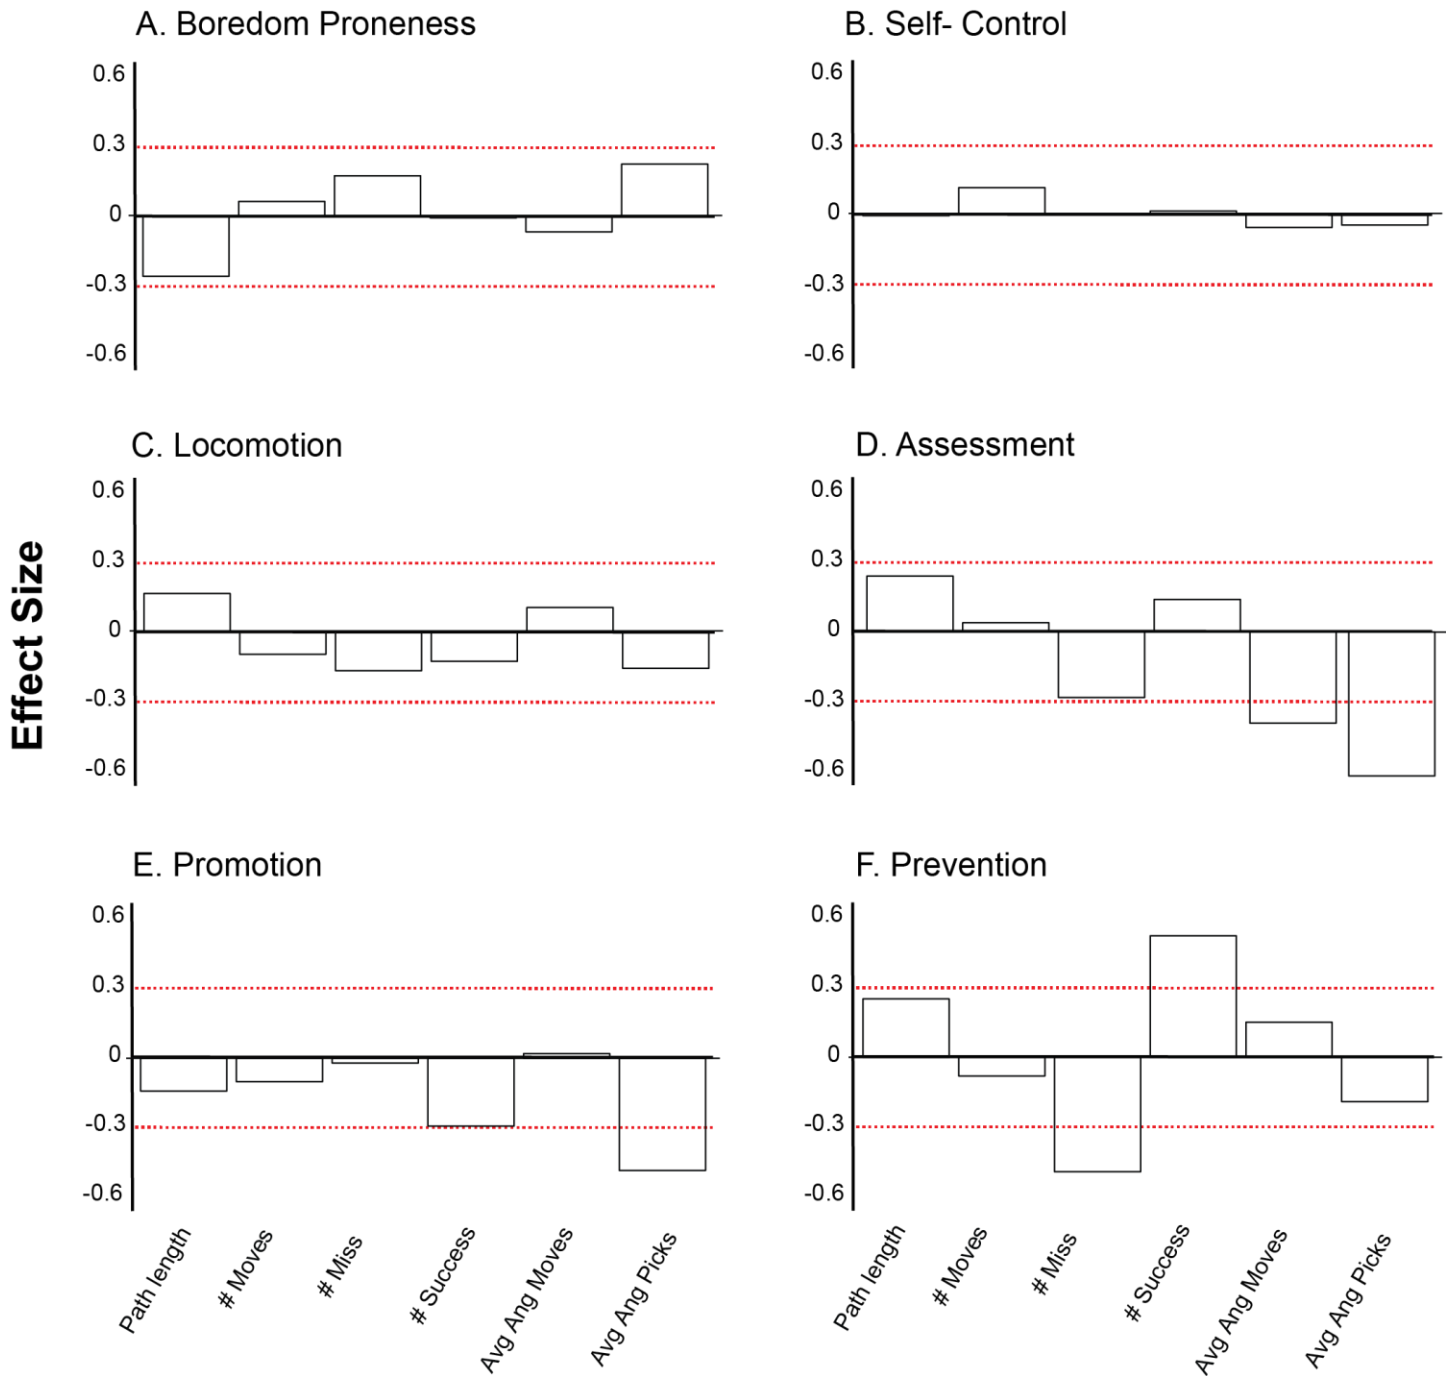 A. Boredom Proneness
0.6
0.3
0
-0.3
-0.6
B. Self- Control
0.6
0.3
0
-0.3
-0.6
Effect Size
C. Locomotion
0.6
0.3
0
-0.3
-0.6
D. Assessment
0.6
0.3
0
-0.3
-0.6
E. Promotion
0.6
0.3
0
-0.3
-0.6
Path length
# Moves
# Miss
# Success
Avg Ang Moves
Avg Ang Picks
F. Prevention
0.6
0.3
0
-0.3
-0.6
Path length
# Moves
# Miss
# Success
Avg Ang Moves
Avg Ang Picks